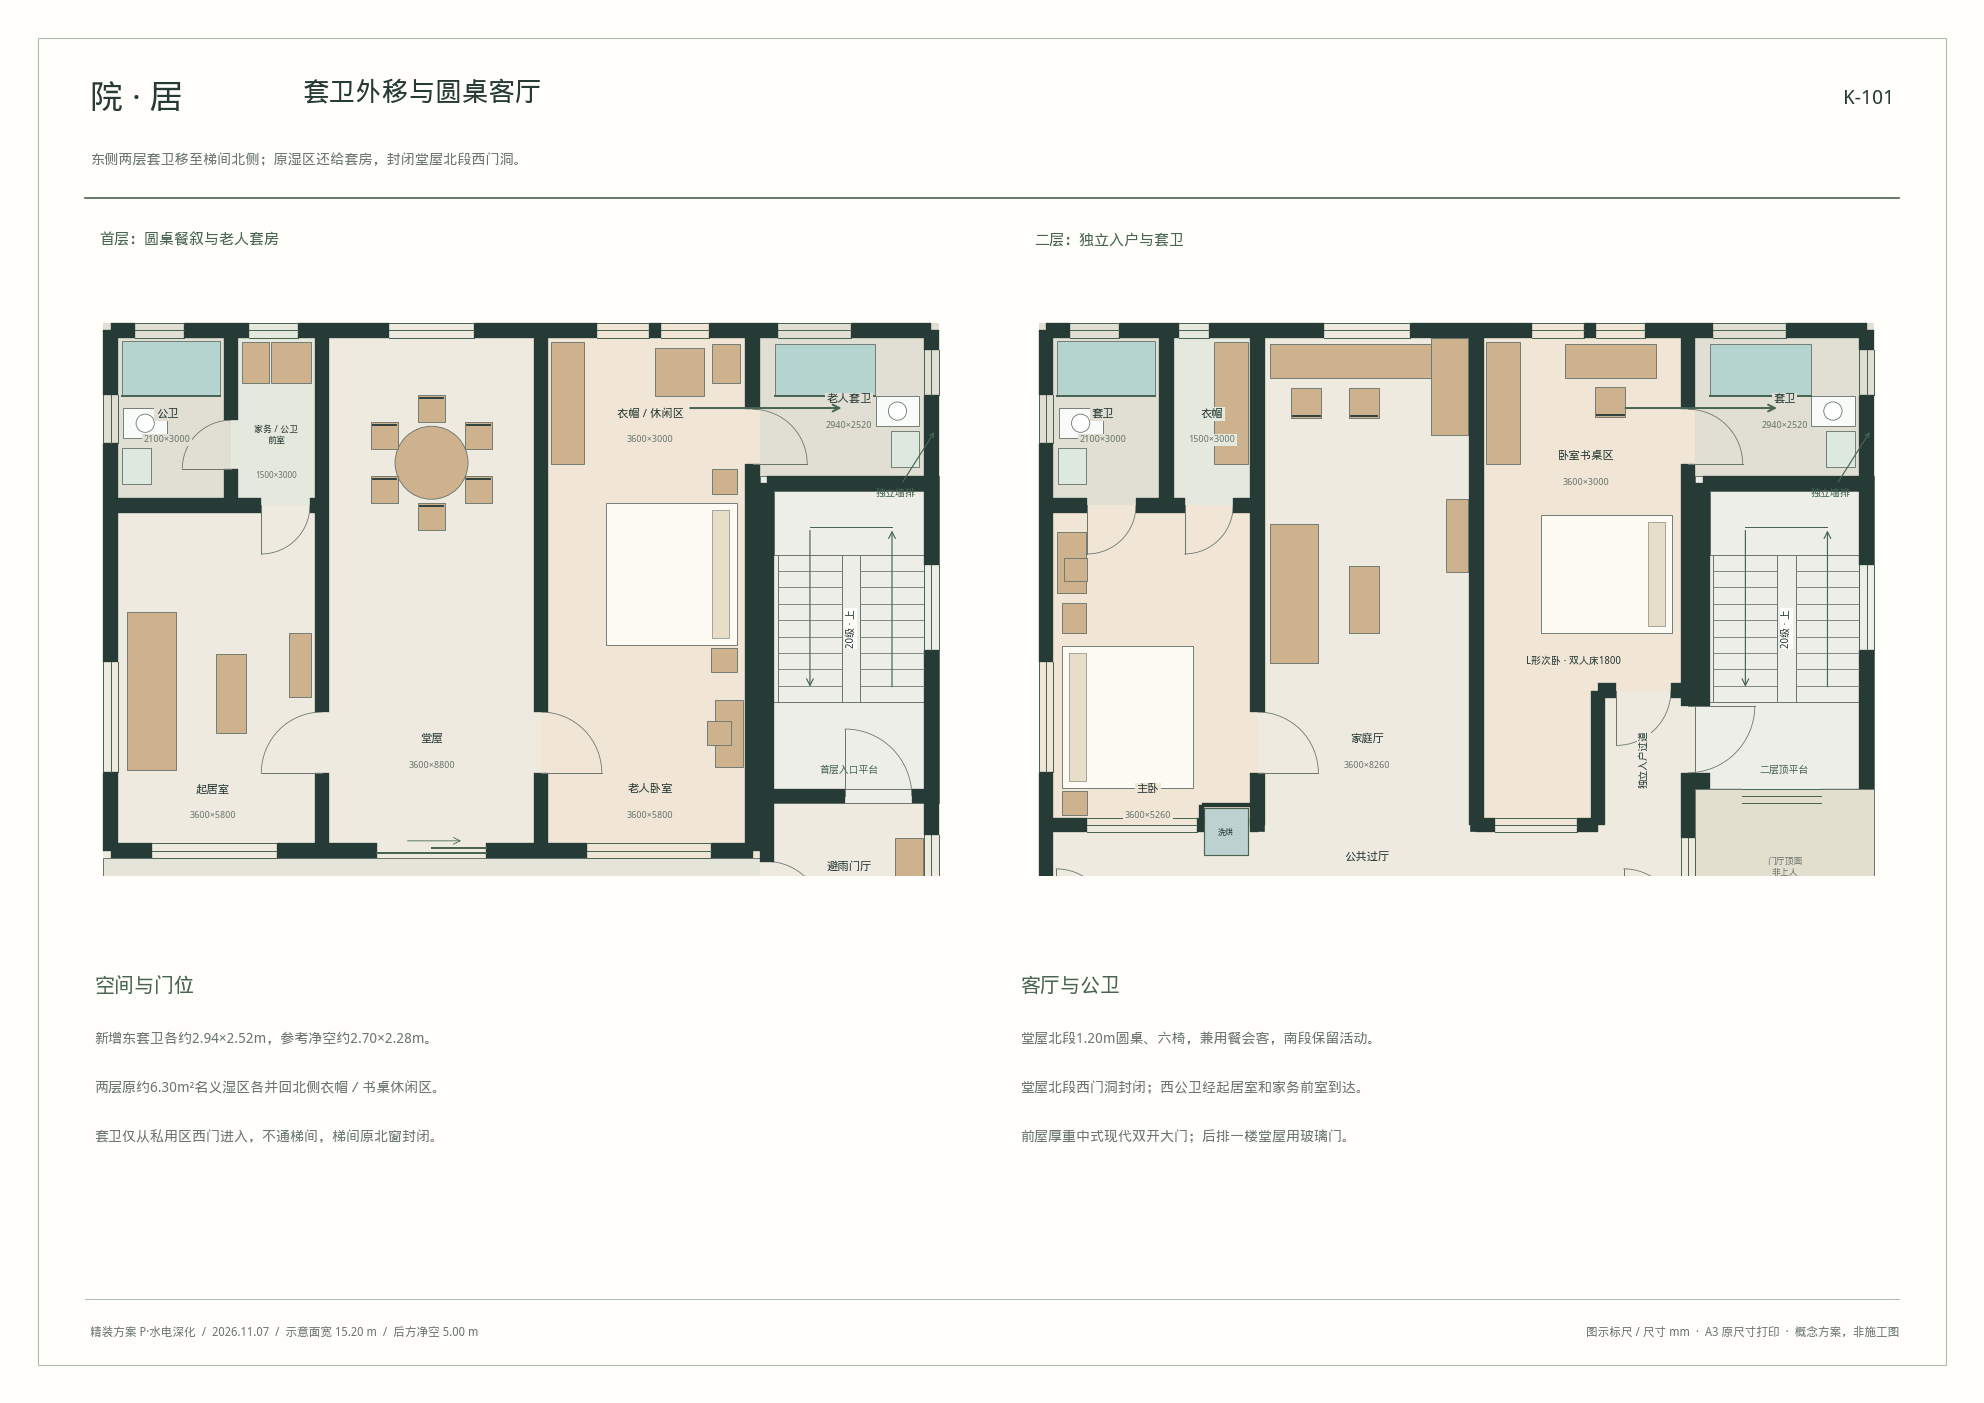 院 · 居
套卫外移与圆桌客厅
K-101
东侧两层套卫移至梯间北侧；原湿区还给套房，封闭堂屋北段西门洞。
首层：圆桌餐叙与老人套房
公卫
2100×3000
家务 / 公卫
前室
1500×3000
衣帽 / 休闲区
3600×3000
老人套卫
2940×2520
独立墙排
20级 · 上
堂屋
3600×8800
首层入口平台
起居室
3600×5800
老人卧室
3600×5800
避雨门厅
二层：独立入户与套卫
套卫
2100×3000
衣帽
1500×3000
卧室书桌区
3600×3000
套卫
2940×2520
独立墙排
20级 · 上
L形次卧 · 双人床1800
家庭厅
3600×8260
独立入户过道
二层顶平台
主卧
3600×5260
洗烘
公共过厅
门厅顶面
非上人
空间与门位
新增东套卫各约2.94×2.52m，参考净空约2.70×2.28m。
两层原约6.30m²名义湿区各并回北侧衣帽 / 书桌休闲区。
套卫仅从私用区西门进入，不通梯间，梯间原北窗封闭。
客厅与公卫
堂屋北段1.20m圆桌、六椅，兼用餐会客，南段保留活动。
堂屋北段西门洞封闭；西公卫经起居室和家务前室到达。
前屋厚重中式现代双开大门；后排一楼堂屋用玻璃门。
精装方案 P·水电深化 / 2026.11.07 / 示意面宽 15.20 m / 后方净空 5.00 m
图示标尺 / 尺寸 mm · A3 原尺寸打印 · 概念方案，非施工图